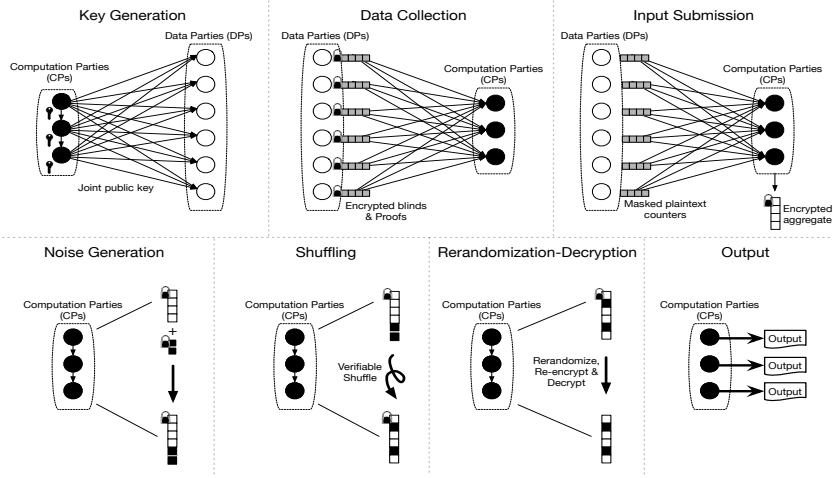 Key Generation
Data Parties (DPs)
Computation Parties
(CPs)
Joint public key
Data Collection
Data Parties (DPs)
Computation Parties
(CPs)
Encrypted blinds
& Proofs
Input Submission
Data Parties (DPs)
Computation Parties
(CPs)
Masked plaintext
counters
Encrypted
aggregate
Noise Generation
Computation Parties
(CPs)
+
Shuffling
Computation Parties
(CPs)
Verifiable
Shuffle
Rerandomization-Decryption
Computation Parties
(CPs)
Rerandomize,
Re-encrypt &
Decrypt
Output
Computation Parties
(CPs)
Output
Output
Output